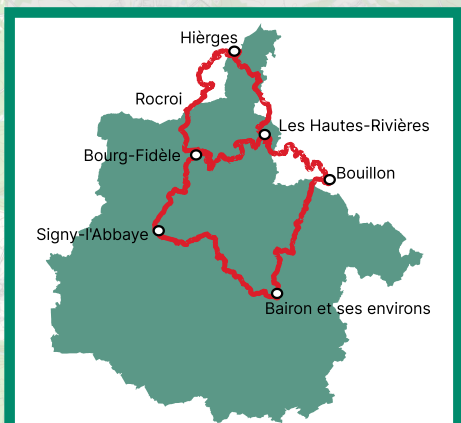 Hièrges
Rocroi
Les Hautes-Rivières
Bourg-Fidèle
Bouillon
Signy-l'Abbaye
Bairon et ses environs